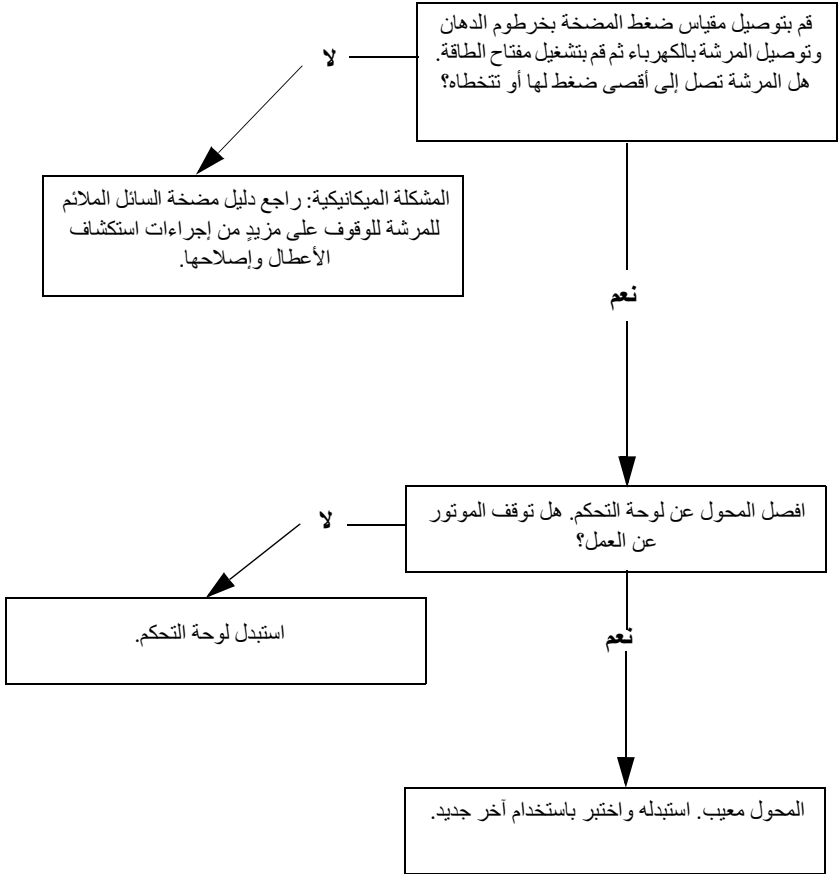 قم بتوصيل مقياس ضغط المضخة بخرطوم الدهان
وتوصيل المرشة بالكهرباء ثم قم بتشغيل مفتاح الطاقة.
هل المرشة تصل إلى أقصى ضغط لها أو تتخطاه؟
لا
المشكلة الميكانيكية: راجع دليل مضخة السائل الملائم
للمرشة للوقوف على مزيدٍ من إجراءات استكشاف
الأعطال وإصلاحها.
نعم
افصل المحول عن لوحة التحكم. هل توقف الموتور
عن العمل؟
لا
استبدل لوحة التحكم.
نعم
المحول معيب. استبدله واختبر باستخدام آخر جديد.